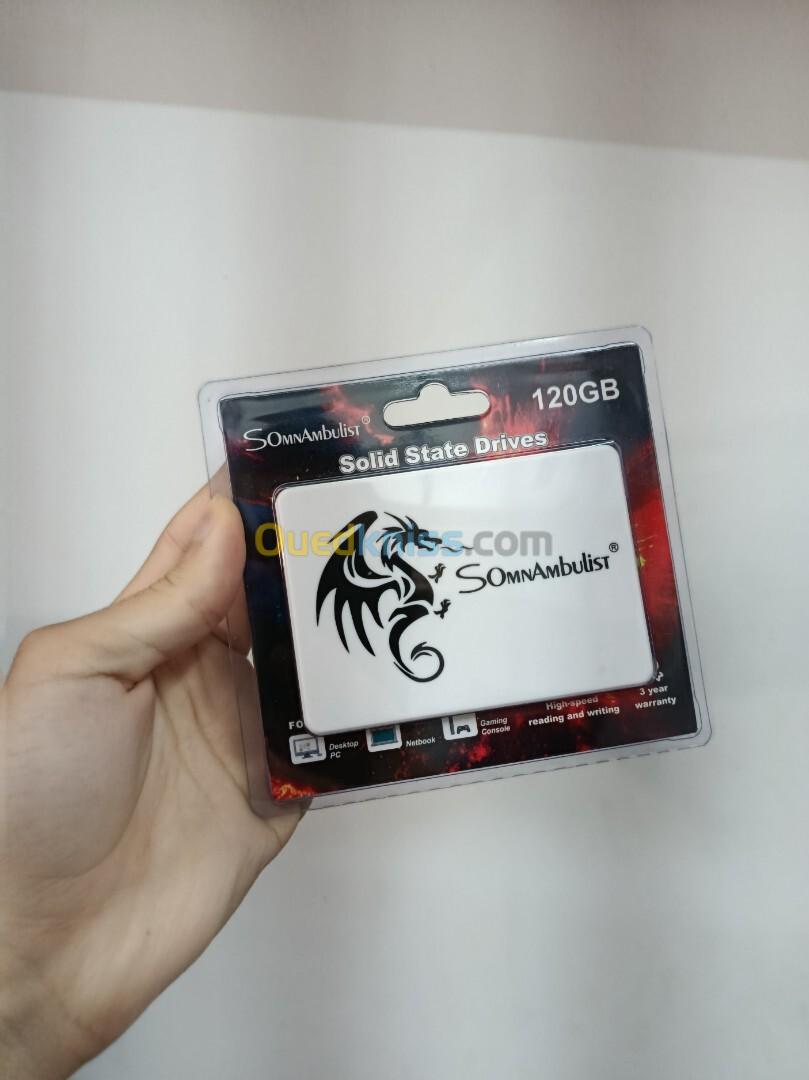 SOMNAMBULIST®
120GB
Solid State Drives
Ouedkniss.com
SOMNAMBULIST®
FO
Desktop
PC
Netbook
Gaming
Console
High-speed
reading and writing
3 year
warranty